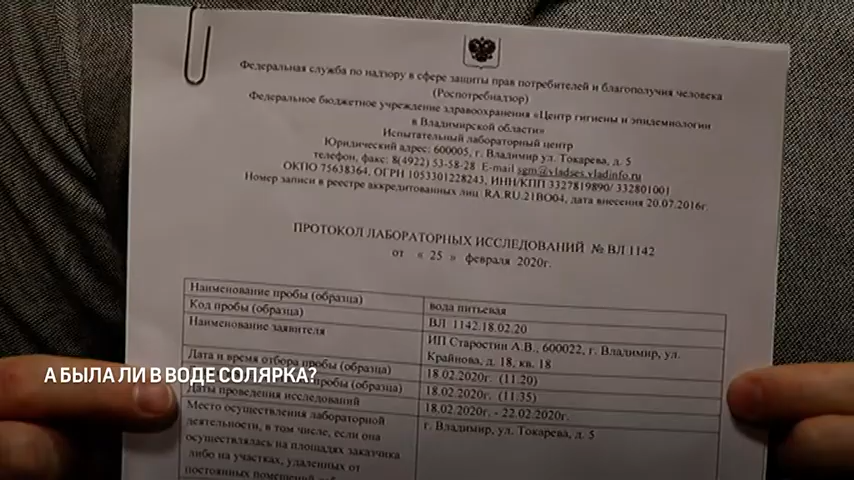 Федеральная служба по надзору в сфере защиты прав потребителей и благополучия человека
(Роспотребнадзор)
Федеральное бюджетное учреждение здравоохранения «Центр гигиены и эпидемиологии
в Владимирской области»
Испытательный лабораторный центр
Юридический адрес: 600005, г. Владимир ул. Токарева, д. 5
телефон, факс: 8(4922) 53-58-28 E-mail sgm@vladses.vladinfo.ru
ОКПО 75638364, ОГРН 1053301228243, ИНН/КПП 3327819890/ 332801001
Номер записи в реестре аккредитованных лиц RA.RU.21ВО04, дата внесения 20.07.2016г.
ПРОТОКОЛ ЛАБОРАТОРНЫХ ИССЛЕДОВАНИЙ № ВЛ 1142
от « 25 » февраля 2020г.
Наименование пробы (образца) вода питьевая
Код пробы (образца) ВЛ 1142.18.02.20
Наименование заявителя ИП Старостин А.В., 600022, г. Владимир, ул.
Крайнова, д. 18, кв. 18
Дата и время отбора пробы (образца) 18.02.2020г. (11.20)
пробы (образца) 18.02.2020г. (11.35)
Даты проведения исследований 18.02.2020г. - 22.02.2020г.
Место осуществления лабораторной г. Владимир, ул. Токарева, д. 5
деятельности, в том числе, если она
осуществлялась на площадях заказчика
либо на участках, удаленных от
постоянных помещений
А БЫЛА ЛИ В ВОДЕ СОЛЯРКА?